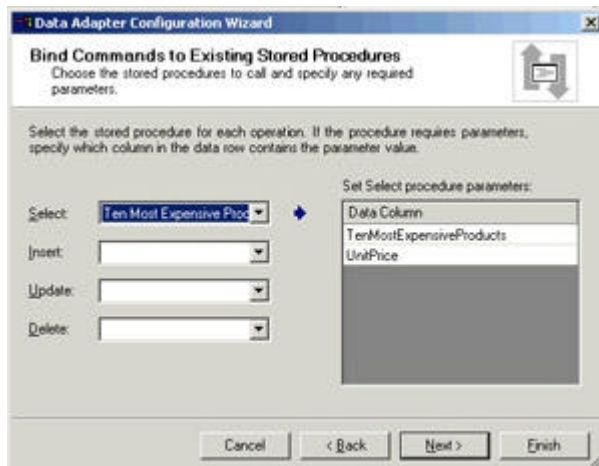 Data Adapter Configuration Wizard
Bind Commands to Existing Stored Procedures
Choose the stored procedures to call and specify any required
parameters.
Select the stored procedure for each operation. If the procedure requires parameters,
specify which column in the data row contains the parameter value.
Set Select procedure parameters:
Select: Ten Most Expensive Proc
Data Column
TenMostExpensiveProducts
Insert:
UnitPrice
Update:
Delete:
Cancel
< Back
Next >
Finish